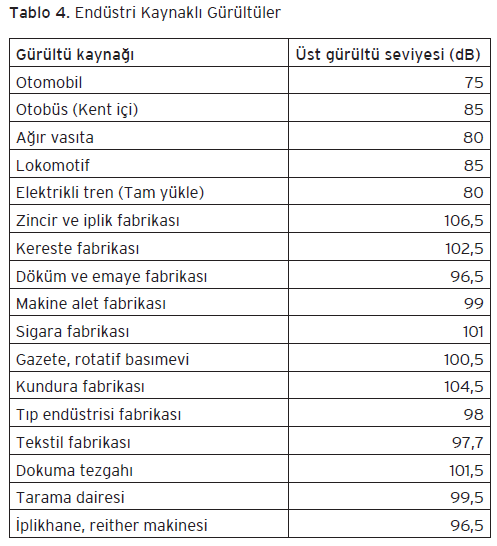 Tablo 4. Endüstri Kaynaklı Gürültüler
Gürültü kaynağı Üst gürültü seviyesi (dB)
Otomobil 75
Otobüs (Kent içi) 85
Ağır vasıta 80
Lokomotif 85
Elektrikli tren (Tam yükle) 80
Zincir ve iplik fabrikası 106,5
Kereste fabrikası 102,5
Döküm ve emaye fabrikası 96,5
Makine alet fabrikası 99
Sigara fabrikası 101
Gazete, rotatif basımevi 100,5
Kundura fabrikası 104,5
Tıp endüstrisi fabrikası 98
Tekstil fabrikası 97,7
Dokuma tezgahı 101,5
Tarama dairesi 99,5
İplikhane, reither makinesi 96,5